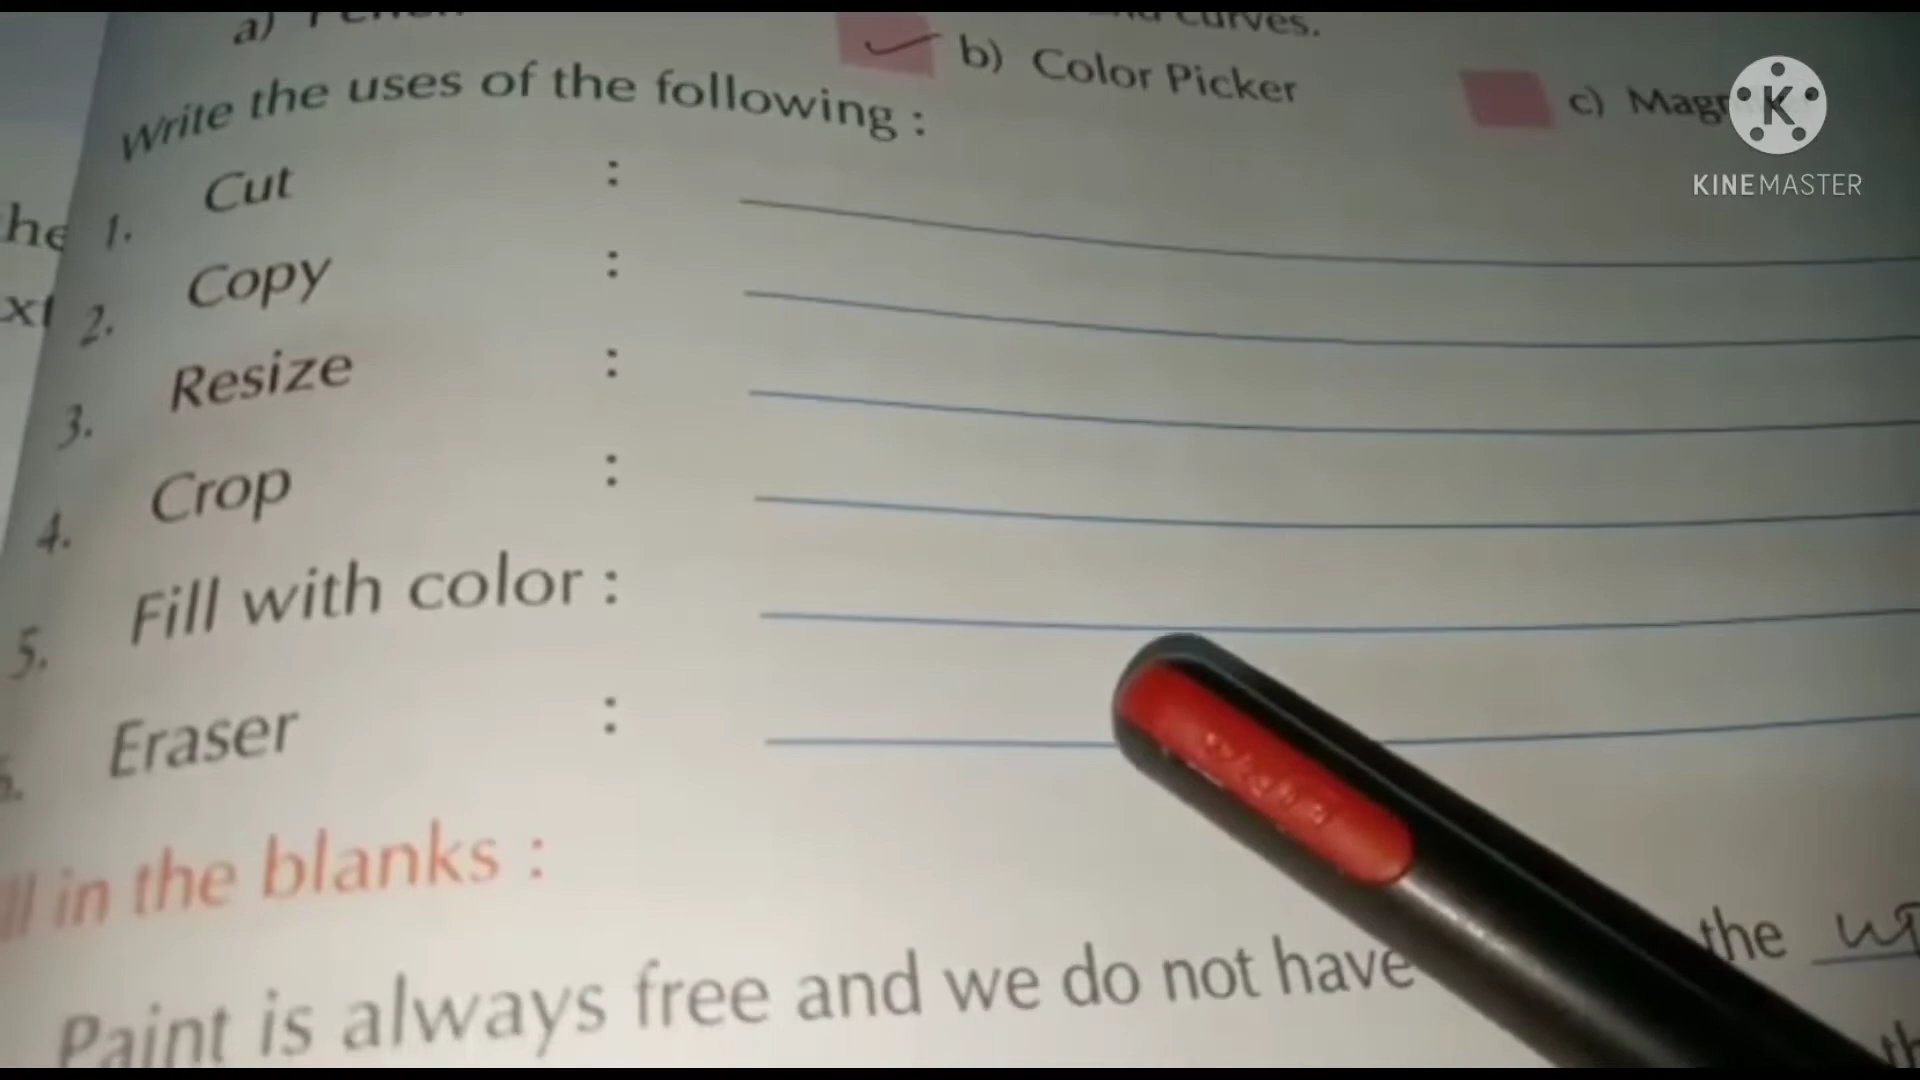 a)
curves.
b) Color Picker
c)
Write the uses of the following :
1. Cut :
2. Copy :
3. Resize :
4. Crop :
5. Fill with color :
Eraser :
in the blanks :
Paint is always free and we do not have the
K
KINEMASTER